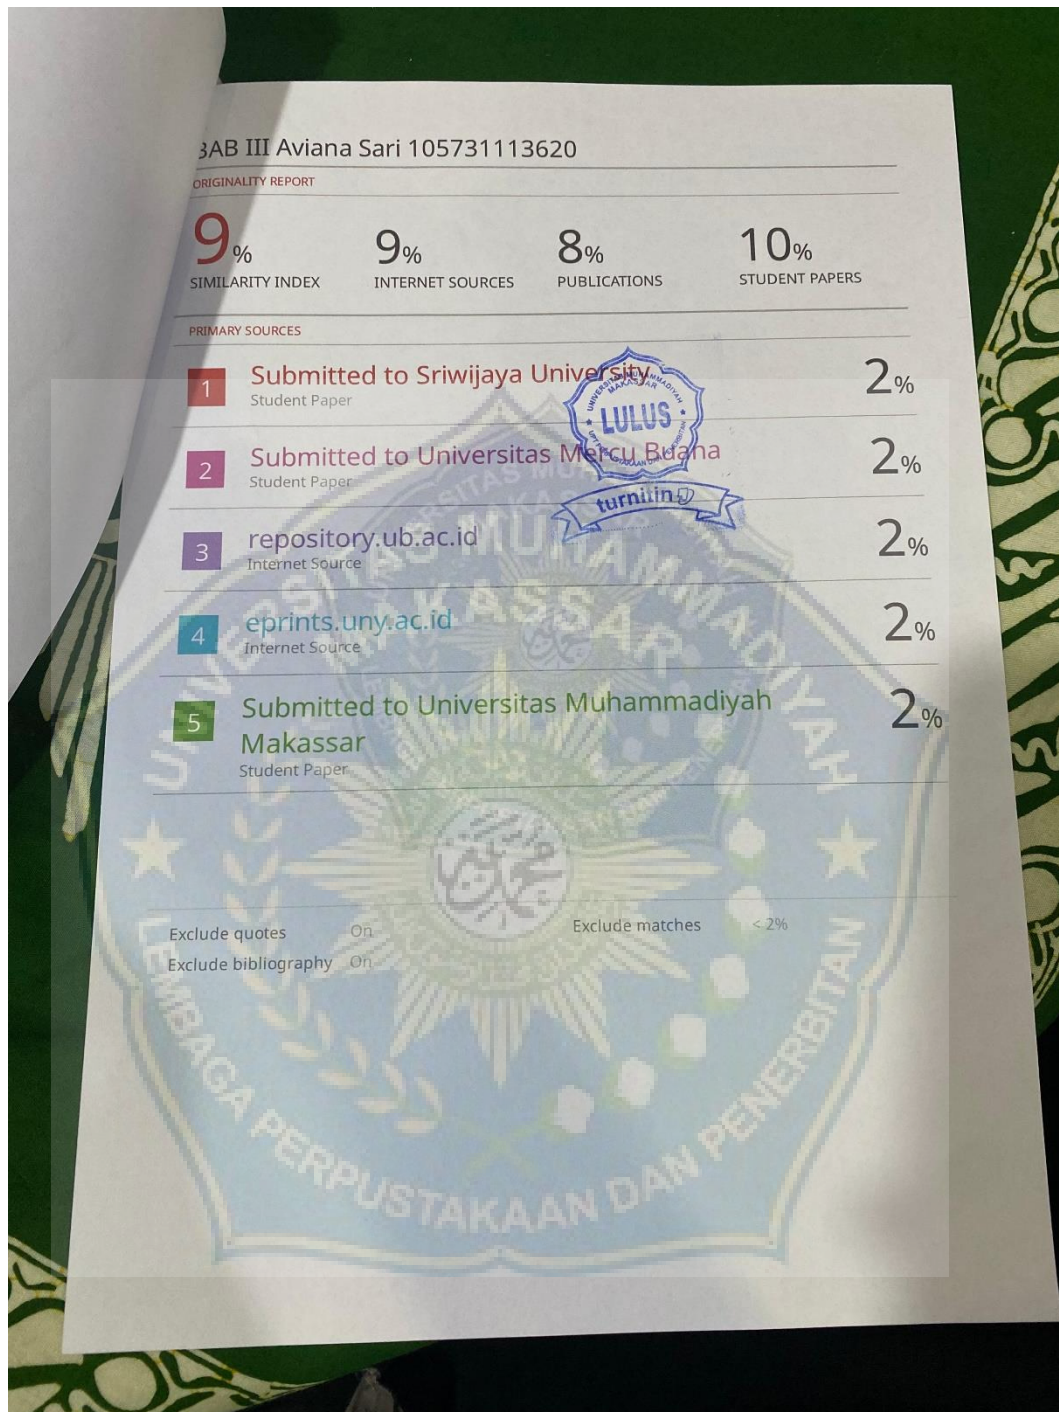 BAB III Aviana Sari 105731113620
ORIGINALITY REPORT
9% 9% 8% 10%
SIMILARITY INDEX INTERNET SOURCES PUBLICATIONS STUDENT PAPERS
PRIMARY SOURCES
1 Submitted to Sriwijaya University 2%
Student Paper
2 Submitted to Universitas Mercu Buana 2%
Student Paper
3 repository.ub.ac.id 2%
Internet Source
4 eprints.uny.ac.id 2%
Internet Source
5 Submitted to Universitas Muhammadiyah 2%
Makassar
Student Paper
Exclude quotes On Exclude matches < 2%
Exclude bibliography On
UNIVERSITAS MUHAMMADIYAH
MAKASSAR
LULUS
turnitin
UNIVERSITAS MUHAMMADIYAH
MAKASSAR
LEMBAGA PERPUSTAKAAN DAN PENERBITAN